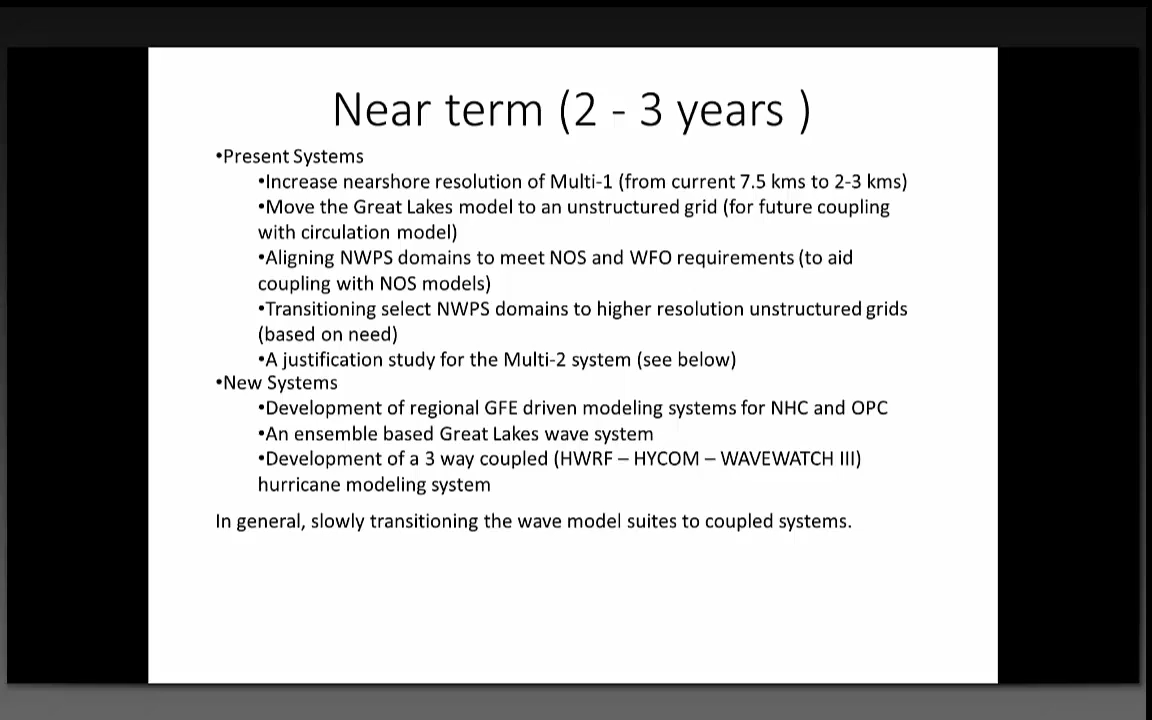 Near term (2 - 3 years )
•Present Systems
•Increase nearshore resolution of Multi-1 (from current 7.5 kms to 2-3 kms)
•Move the Great Lakes model to an unstructured grid (for future coupling
with circulation model)
•Aligning NWPS domains to meet NOS and WFO requirements (to aid
coupling with NOS models)
•Transitioning select NWPS domains to higher resolution unstructured grids
(based on need)
•A justification study for the Multi-2 system (see below)
•New Systems
•Development of regional GFE driven modeling systems for NHC and OPC
•An ensemble based Great Lakes wave system
•Development of a 3 way coupled (HWRF – HYCOM – WAVEWATCH III)
hurricane modeling system
In general, slowly transitioning the wave model suites to coupled systems.